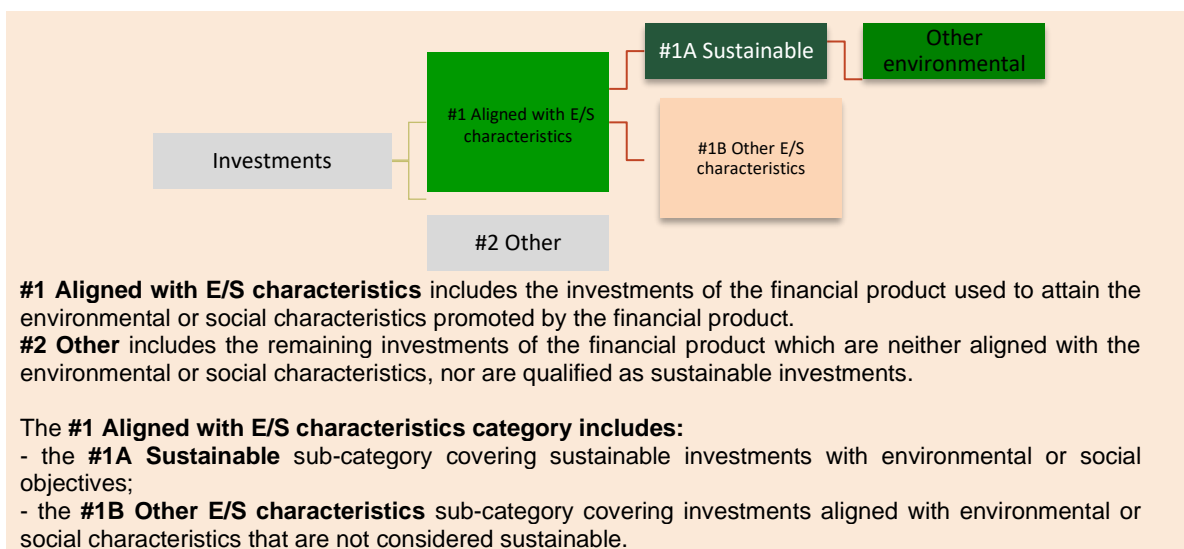 #1A Sustainable
Other
environmental
#1 Aligned with E/S
characteristics
Investments
#1B Other E/S
characteristics
#2 Other
#1 Aligned with E/S characteristics includes the investments of the financial product used to attain the
environmental or social characteristics promoted by the financial product.
#2 Other includes the remaining investments of the financial product which are neither aligned with the
environmental or social characteristics, nor are qualified as sustainable investments.
The #1 Aligned with E/S characteristics category includes:
- the #1A Sustainable sub-category covering sustainable investments with environmental or social
objectives;
- the #1B Other E/S characteristics sub-category covering investments aligned with environmental or
social characteristics that are not considered sustainable.